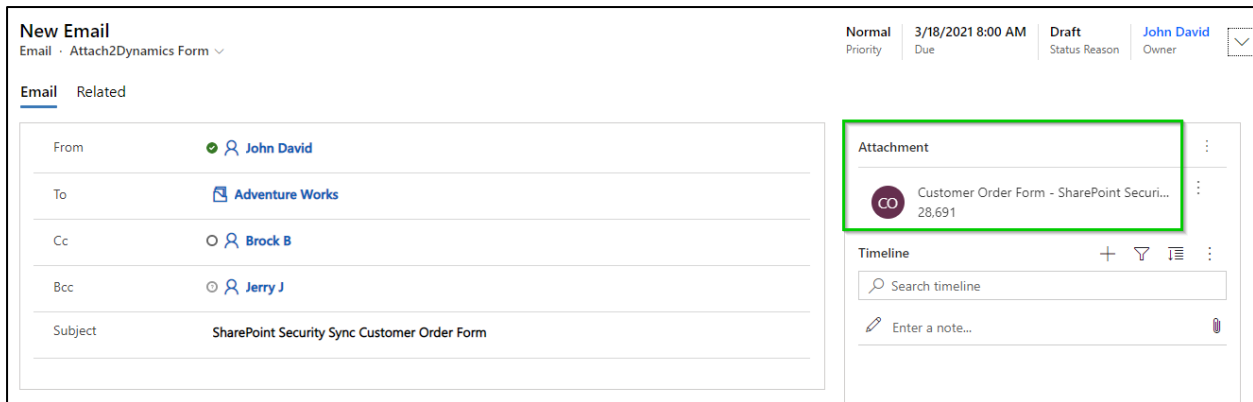 New Email
Email · Attach2Dynamics Form
Normal
Priority
3/18/2021 8:00 AM
Due
Draft
Status Reason
John David
Owner
Email Related
From John David
To Adventure Works
Cc Brock B
Bcc Jerry J
Subject SharePoint Security Sync Customer Order Form
Attachment
CO
Customer Order Form - SharePoint Securi...
28,691
Timeline
Search timeline
Enter a note...